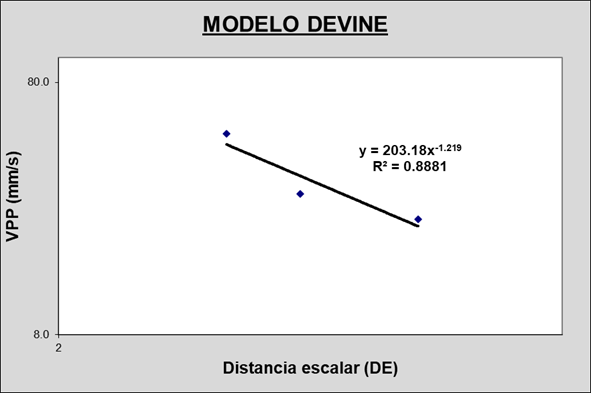 MODELO DEVINE
80.0
y = 203.18x-1.219
R² = 0.8881
VPP (mm/s)
8.0
2
Distancia escalar (DE)